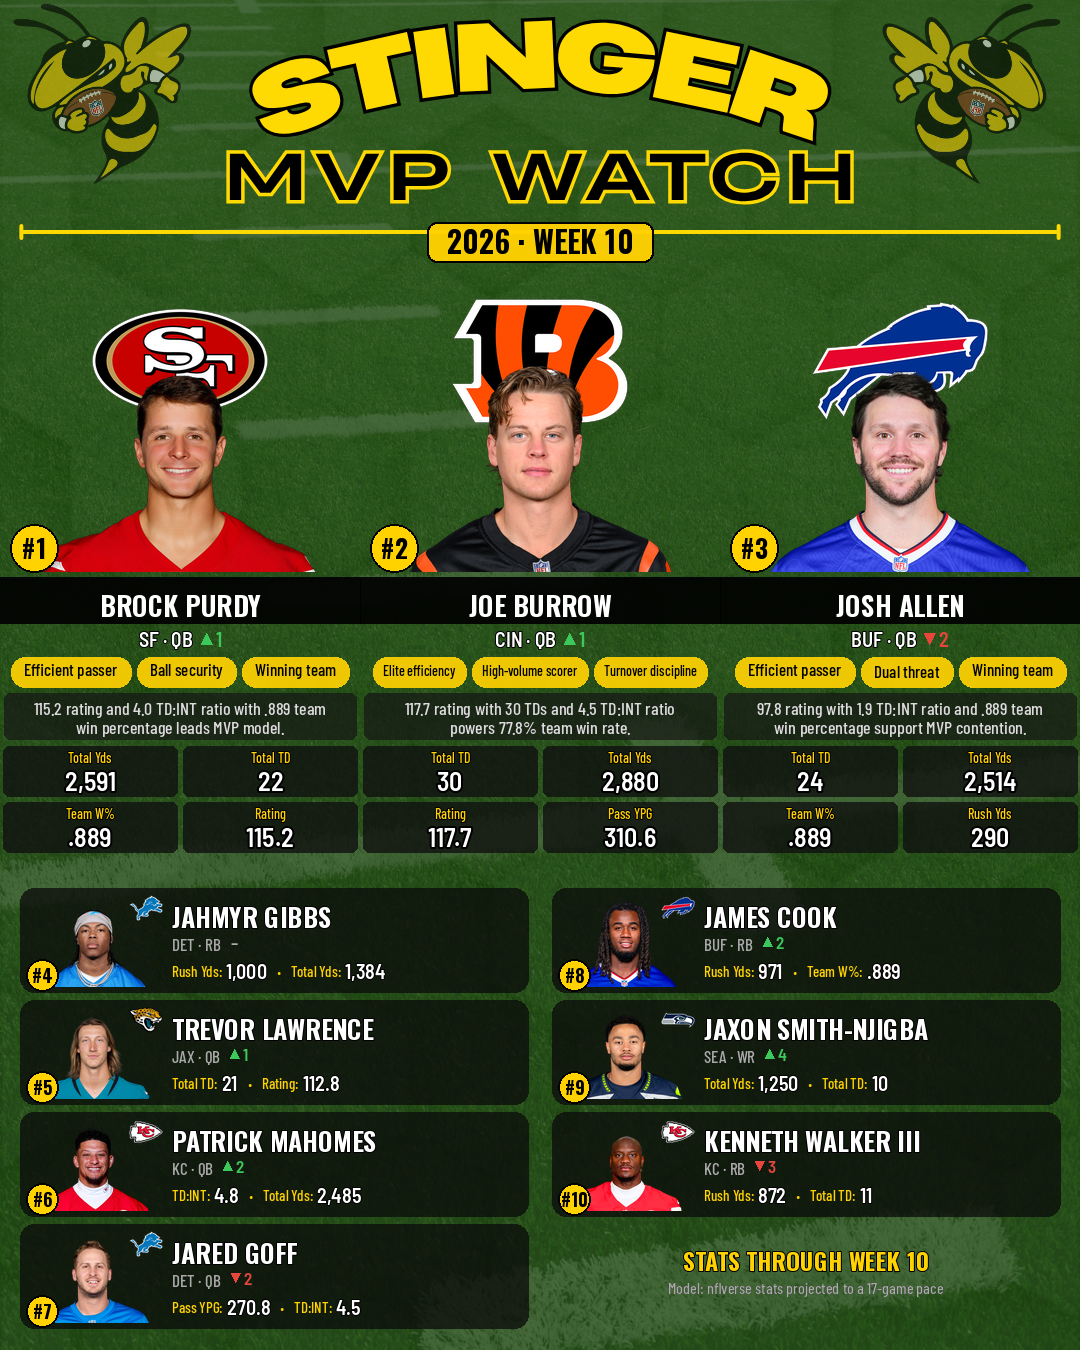 STINGER
MVP WATCH
2026 · WEEK 10
#1
#2
#3
BROCK PURDY
JOE BURROW
JOSH ALLEN
SF · QB ▲1
CIN · QB ▲1
BUF · QB ▼2
Efficient passer
Ball security
Winning team
Elite efficiency
High-volume scorer
Turnover discipline
Efficient passer
Dual threat
Winning team
115.2 rating and 4.0 TD:INT ratio with .889 team
win percentage leads MVP model.
117.7 rating with 30 TDs and 4.5 TD:INT ratio
powers 77.8% team win rate.
97.8 rating with 1.9 TD:INT ratio and .889 team
win percentage support MVP contention.
Total Yds
2,591
Total TD
22
Team W%
.889
Rating
115.2
Total TD
30
Total Yds
2,880
Rating
117.7
Pass YPG
310.6
Total TD
24
Total Yds
2,514
Team W%
.889
Rush Yds
290
#4
JAHMYR GIBBS
DET · RB –
Rush Yds: 1,000 · Total Yds: 1,384
#5
TREVOR LAWRENCE
JAX · QB ▲1
Total TD: 21 · Rating: 112.8
#6
PATRICK MAHOMES
KC · QB ▲2
TD:INT: 4.8 · Total Yds: 2,485
#7
JARED GOFF
DET · QB ▼2
Pass YPG: 270.8 · TD:INT: 4.5
#8
JAMES COOK
BUF · RB ▲2
Rush Yds: 971 · Team W%: .889
#9
JAXON SMITH-NJIGBA
SEA · WR ▲4
Total Yds: 1,250 · Total TD: 10
#10
KENNETH WALKER III
KC · RB ▼3
Rush Yds: 872 · Total TD: 11
STATS THROUGH WEEK 10
Model: nflverse stats projected to a 17-game pace